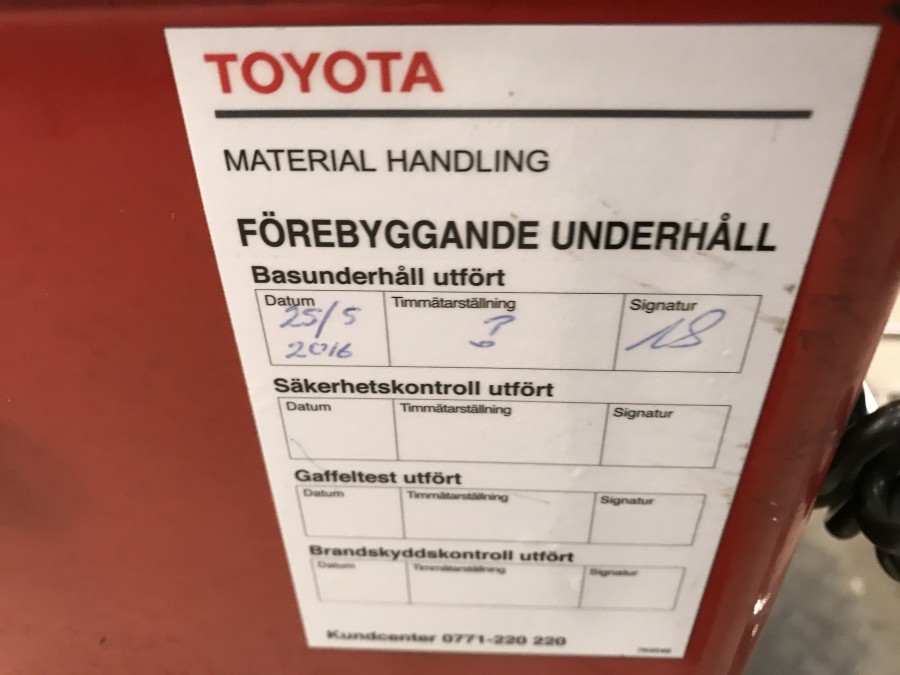 TOYOTA
MATERIAL HANDLING
FÖREBYGGANDE UNDERHÅLL
Basunderhåll utfört
Datum Timmätarställning Signatur
25/5 ? 18
2016
Säkerhetskontroll utfört
Datum Timmätarställning Signatur
Gaffeltest utfört
Datum Timmätarställning Signatur
Brandskyddskontroll utfört
Datum Timmätarställning Signatur
Kundcenter 0771-220 220